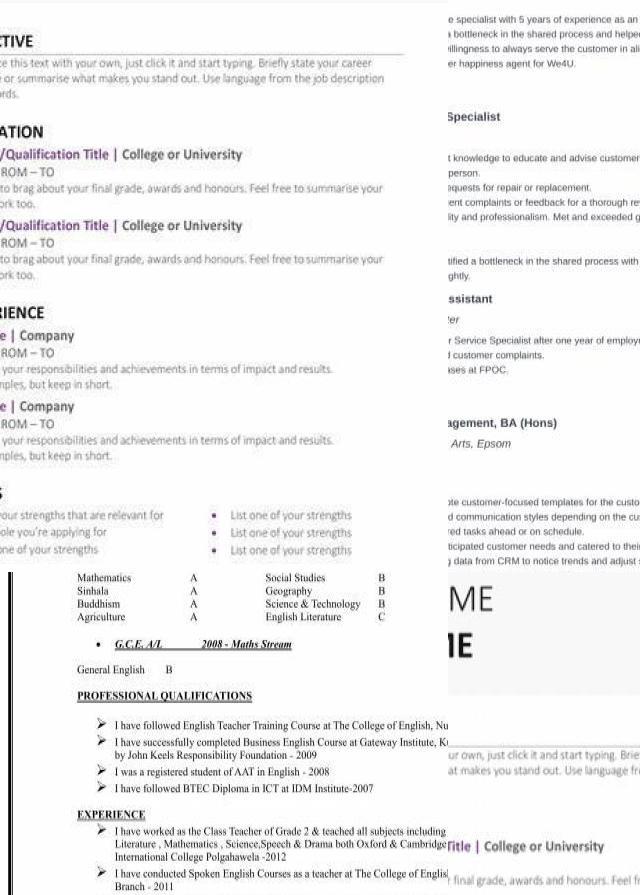 TIVE
e this text with your own, just click it and start typing. Briefly state your career
or summarise what makes you stand out. Use language from the job description
rds.
ATION
/Qualification Title | College or University
ROM – TO
to brag about your final grade, awards and honours. Feel free to summarise your
ork too.
/Qualification Title | College or University
ROM – TO
to brag about your final grade, awards and honours. Feel free to summarise your
ork too.
RIENCE
e | Company
ROM – TO
your responsibilities and achievements in terms of impact and results.
mples, but keep in short.
e | Company
ROM – TO
your responsibilities and achievements in terms of impact and results.
mples, but keep in short.
S
our strengths that are relevant for
ole you're applying for
one of your strengths
• List one of your strengths
• List one of your strengths
• List one of your strengths
e specialist with 5 years of experience as an
bottleneck in the shared process and helpe
illingness to always serve the customer in ali
er happiness agent for We4U.
Specialist
t knowledge to educate and advise customer
person.
equests for repair or replacement.
ent complaints or feedback for a thorough re
lity and professionalism. Met and exceeded g
tified a bottleneck in the shared process with
ghtly.
ssistant
ter
r Service Specialist after one year of employ
d customer complaints.
ases at FPOC.
agement, BA (Hons)
Arts, Epsom
ate customer-focused templates for the custo
d communication styles depending on the cu
red tasks ahead or on schedule.
ticipated customer needs and catered to thei
g data from CRM to notice trends and adjust
Mathematics A Social Studies B
Sinhala A Geography B
Buddhism A Science & Technology B
Agriculture A English Literature C
• G.C.E. A/L 2008 - Maths Stream
General English B
PROFESSIONAL QUALIFICATIONS
➢ I have followed English Teacher Training Course at The College of English, Nu
➢ I have successfully completed Business English Course at Gateway Institute, K
by John Keels Responsibility Foundation - 2009
➢ I was a registered student of AAT in English - 2008
➢ I have followed BTEC Diploma in ICT at IDM Institute-2007
EXPERIENCE
➢ I have worked as the Class Teacher of Grade 2 & teached all subjects including
Literature , Mathematics , Science,Speech & Drama both Oxford & Cambridge
International College Polgahawela -2012
➢ I have conducted Spoken English Courses as a teacher at The College of Englis
Branch - 2011
ME
ME
ur own, just click it and start typing. Brie
at makes you stand out. Use language fr
Title | College or University
r final grade, awards and honours. Feel f